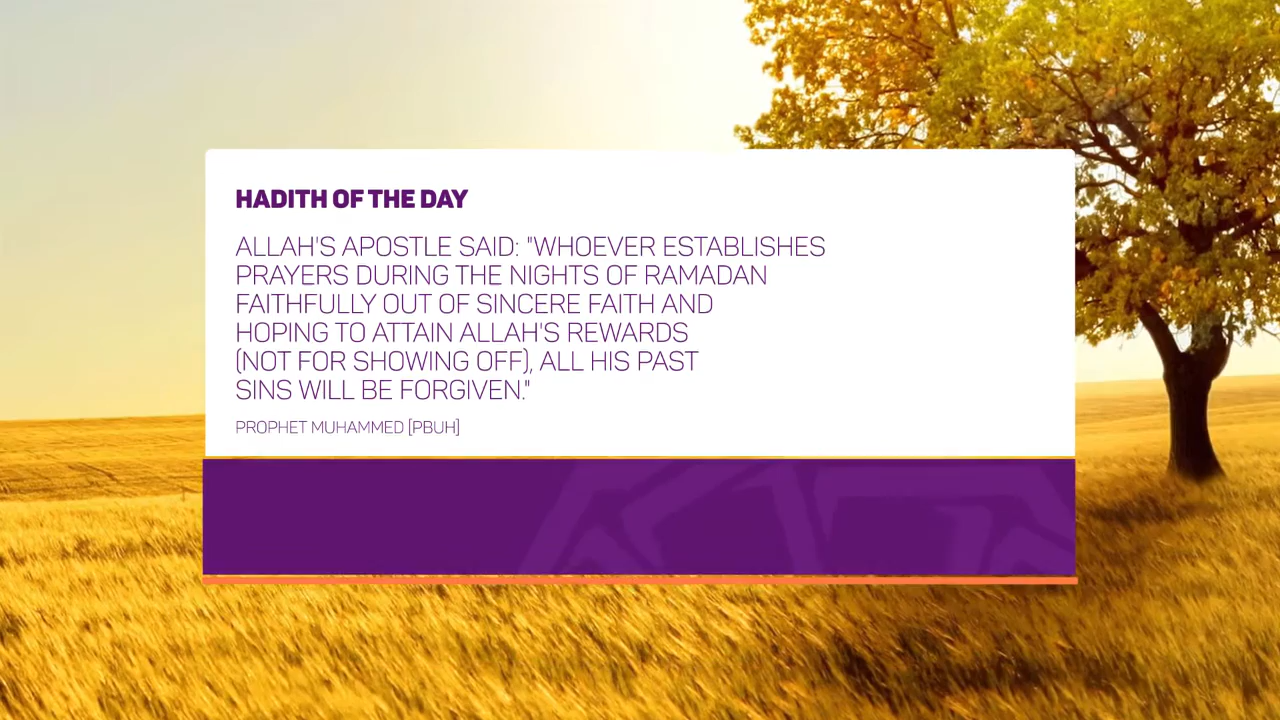 HADITH OF THE DAY
ALLAH'S APOSTLE SAID: "WHOEVER ESTABLISHES
PRAYERS DURING THE NIGHTS OF RAMADAN
FAITHFULLY OUT OF SINCERE FAITH AND
HOPING TO ATTAIN ALLAH'S REWARDS
(NOT FOR SHOWING OFF), ALL HIS PAST
SINS WILL BE FORGIVEN."
PROPHET MUHAMMED [PBUH]